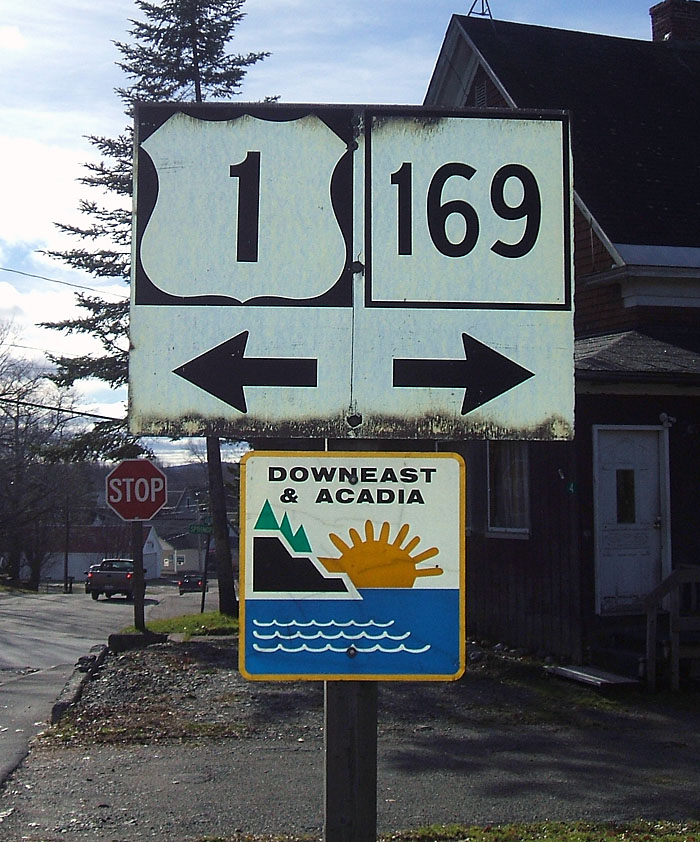 1 169
DOWNEAST
& ACADIA
STOP